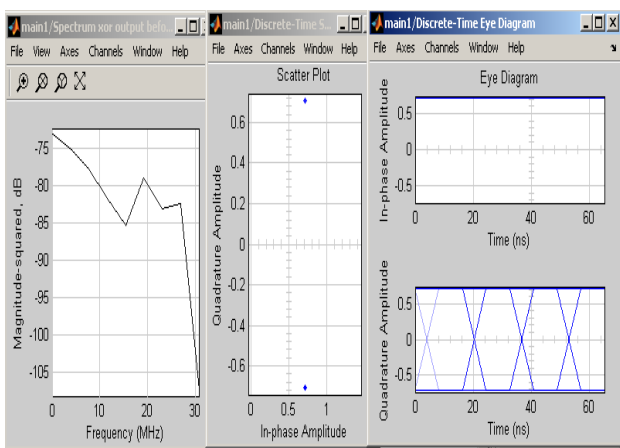 main1/Spectrum xor output befo...
File View Axes Channels Window Help
Magnitude-squared, dB
-75
-80
-85
-90
-95
-100
-105
0 10 20 30
Frequency (MHz)
main1/Discrete-Time S...
File Axes Channels Window Help
Scatter Plot
Quadrature Amplitude
0.6
0.4
0.2
0
-0.2
-0.4
-0.6
0 0.5 1
In-phase Amplitude
main1/Discrete-Time Eye Diagram
File Axes Channels Window Help
Eye Diagram
In-phase Amplitude
0.5
0
-0.5
0 20 40 60
Time (ns)
Quadrature Amplitude
0.5
0
-0.5
0 20 40 60
Time (ns)